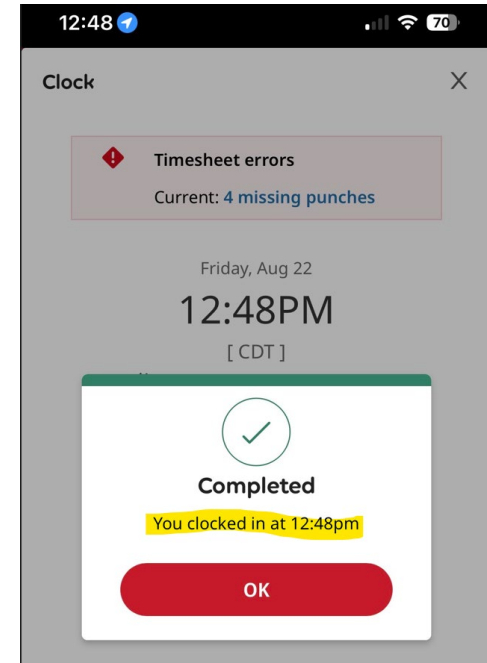 12:48
70
Clock
X
Timesheet errors
Current: 4 missing punches
Friday, Aug 22
12:48PM
[ CDT ]
Completed
You clocked in at 12:48pm
OK